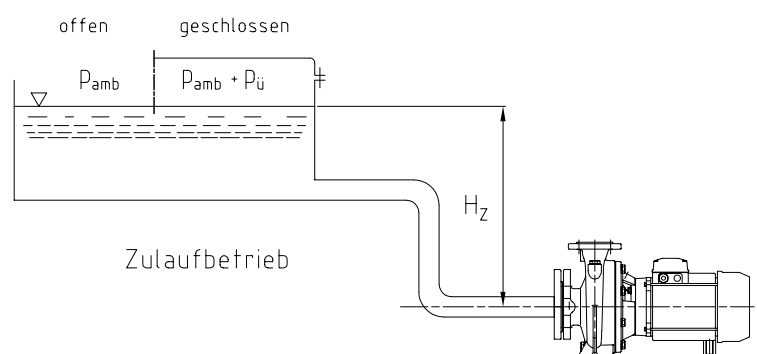 offen geschlossen
Pamb Pamb + Pü
HZ
Zulaufbetrieb